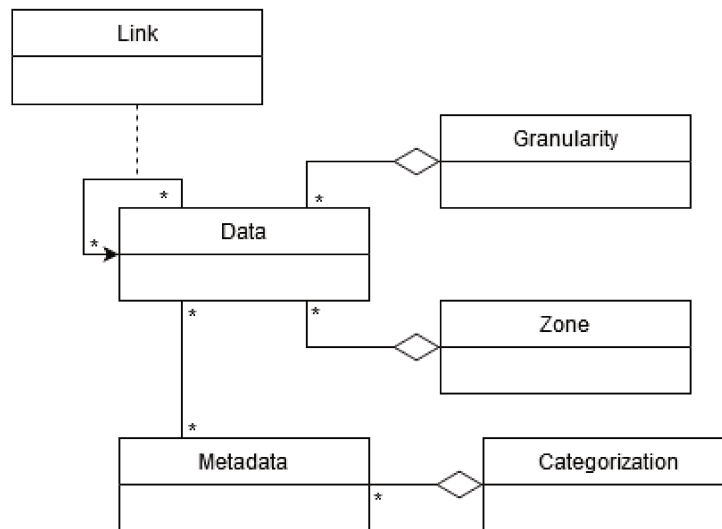 Link
Granularity
*
*
*
Data
*
*
Zone
*
Metadata
*
Categorization